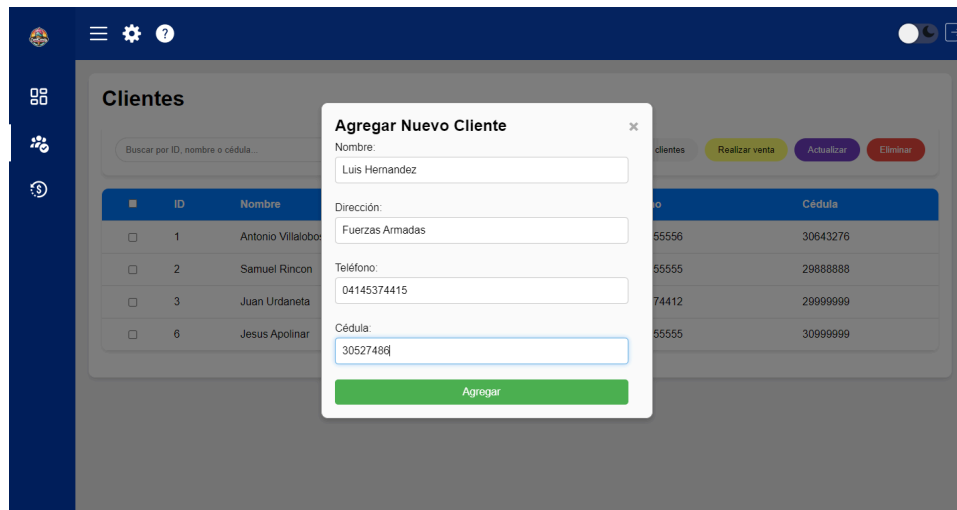 ?
Clientes
Agregar Nuevo Cliente ×
Nombre:
Luis Hernandez
Dirección:
Fuerzas Armadas
Teléfono:
04145374415
Cédula:
30527486
Agregar
Buscar por ID, nombre o cédula...
clientes Realizar venta Actualizar Eliminar
ID Nombre Cédula
1 Antonio Villalobos 55556 30643276
2 Samuel Rincon 55555 29888888
3 Juan Urdaneta 74412 29999999
6 Jesus Apolinar 55555 30999999